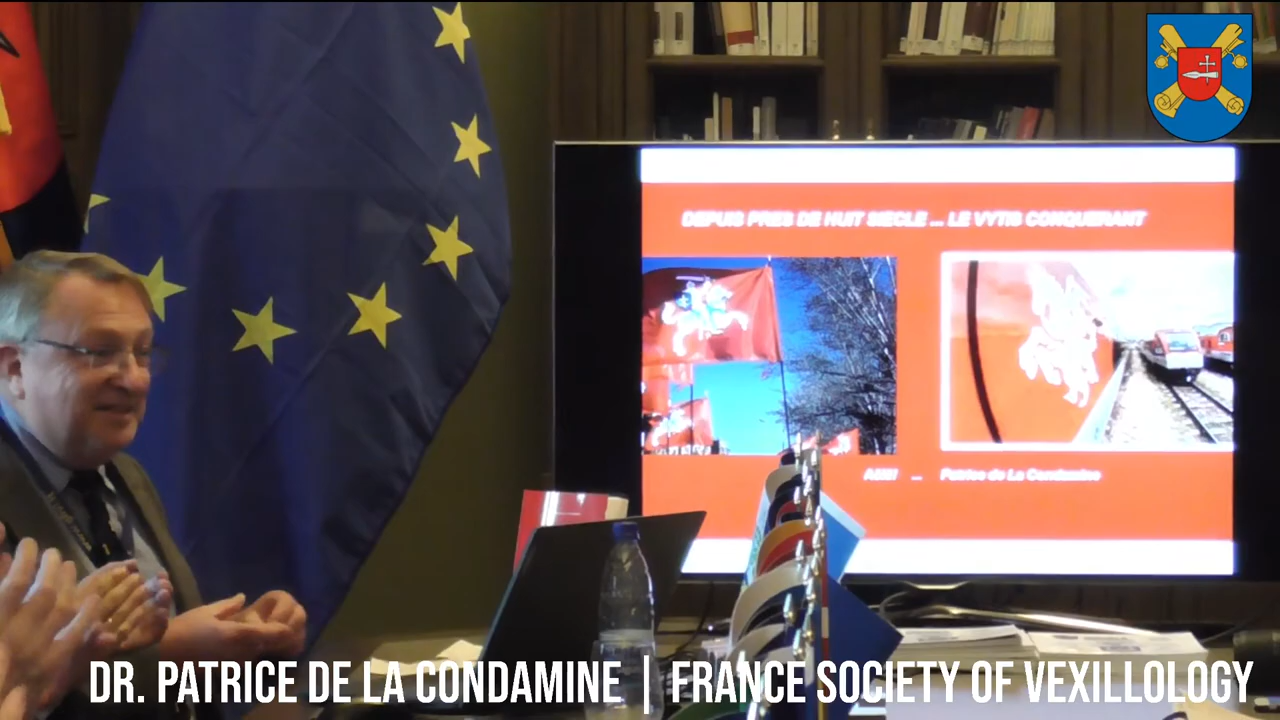 DEPUIS PRES DE HUIT SIECLE ... LE VYTIS CONQUERANT
... Patrice de La Condamine
DR. PATRICE DE LA CONDAMINE | FRANCE SOCIETY OF VEXILLOLOGY